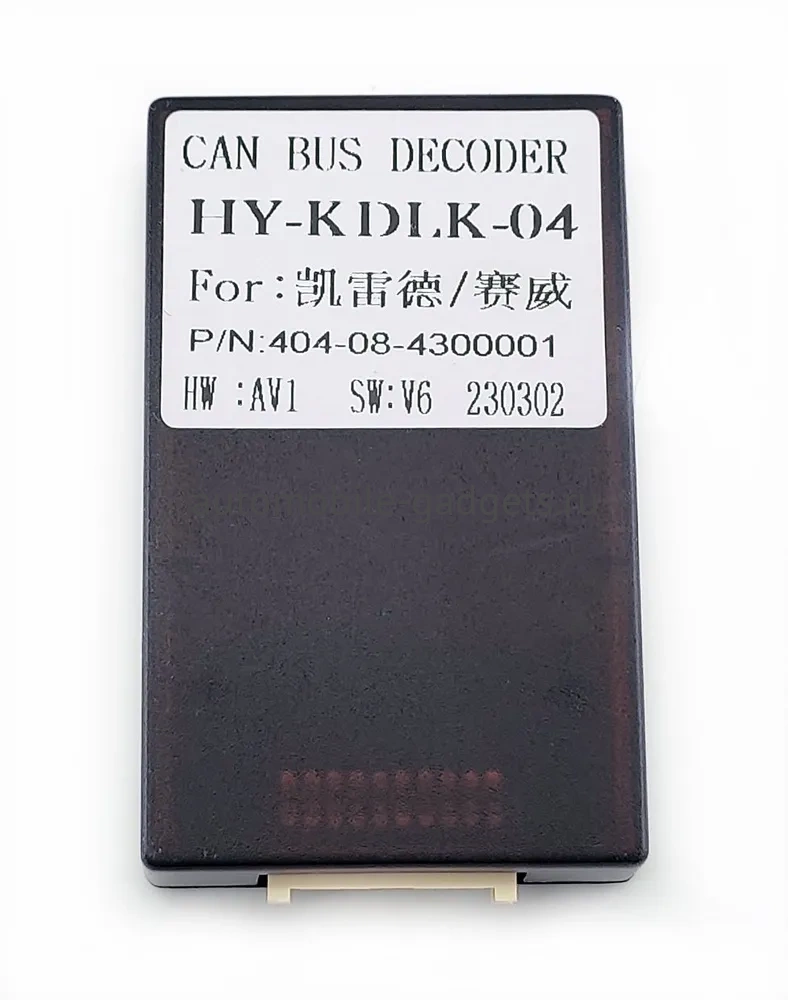 CAN BUS DECODER
HY-KDLK-04
For:凯雷德/赛威
P/N:404-08-4300001
HW :AV1 SW:V6 230302